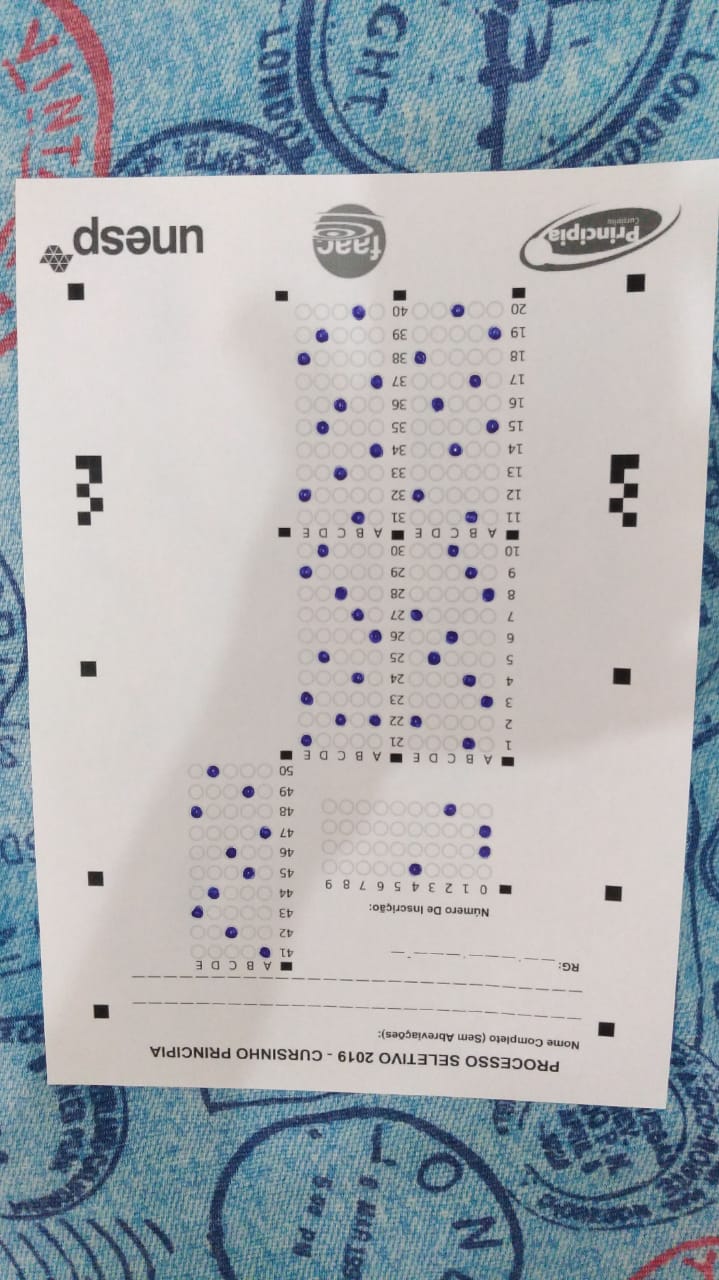 PROCESSO SELETIVO 2019 - CURSINHO PRINCIPIA
Nome Completo (Sem Abreviações):
RG:
Número De Inscrição:
0 1 2 3 4 5 6 7 8 9
A B C D E
41
42
43
44
45
46
47
48
49
50
A B C D E A B C D E
1 21
2 22
3 23
4 24
5 25
6 26
7 27
8 28
9 29
10 30
A B C D E A B C D E
11 31
12 32
13 33
14 34
15 35
16 36
17 37
18 38
19 39
20 40
Principia
Cursinho
faac
unesp
VINTA
LONDON
GHT
LONDON
LON